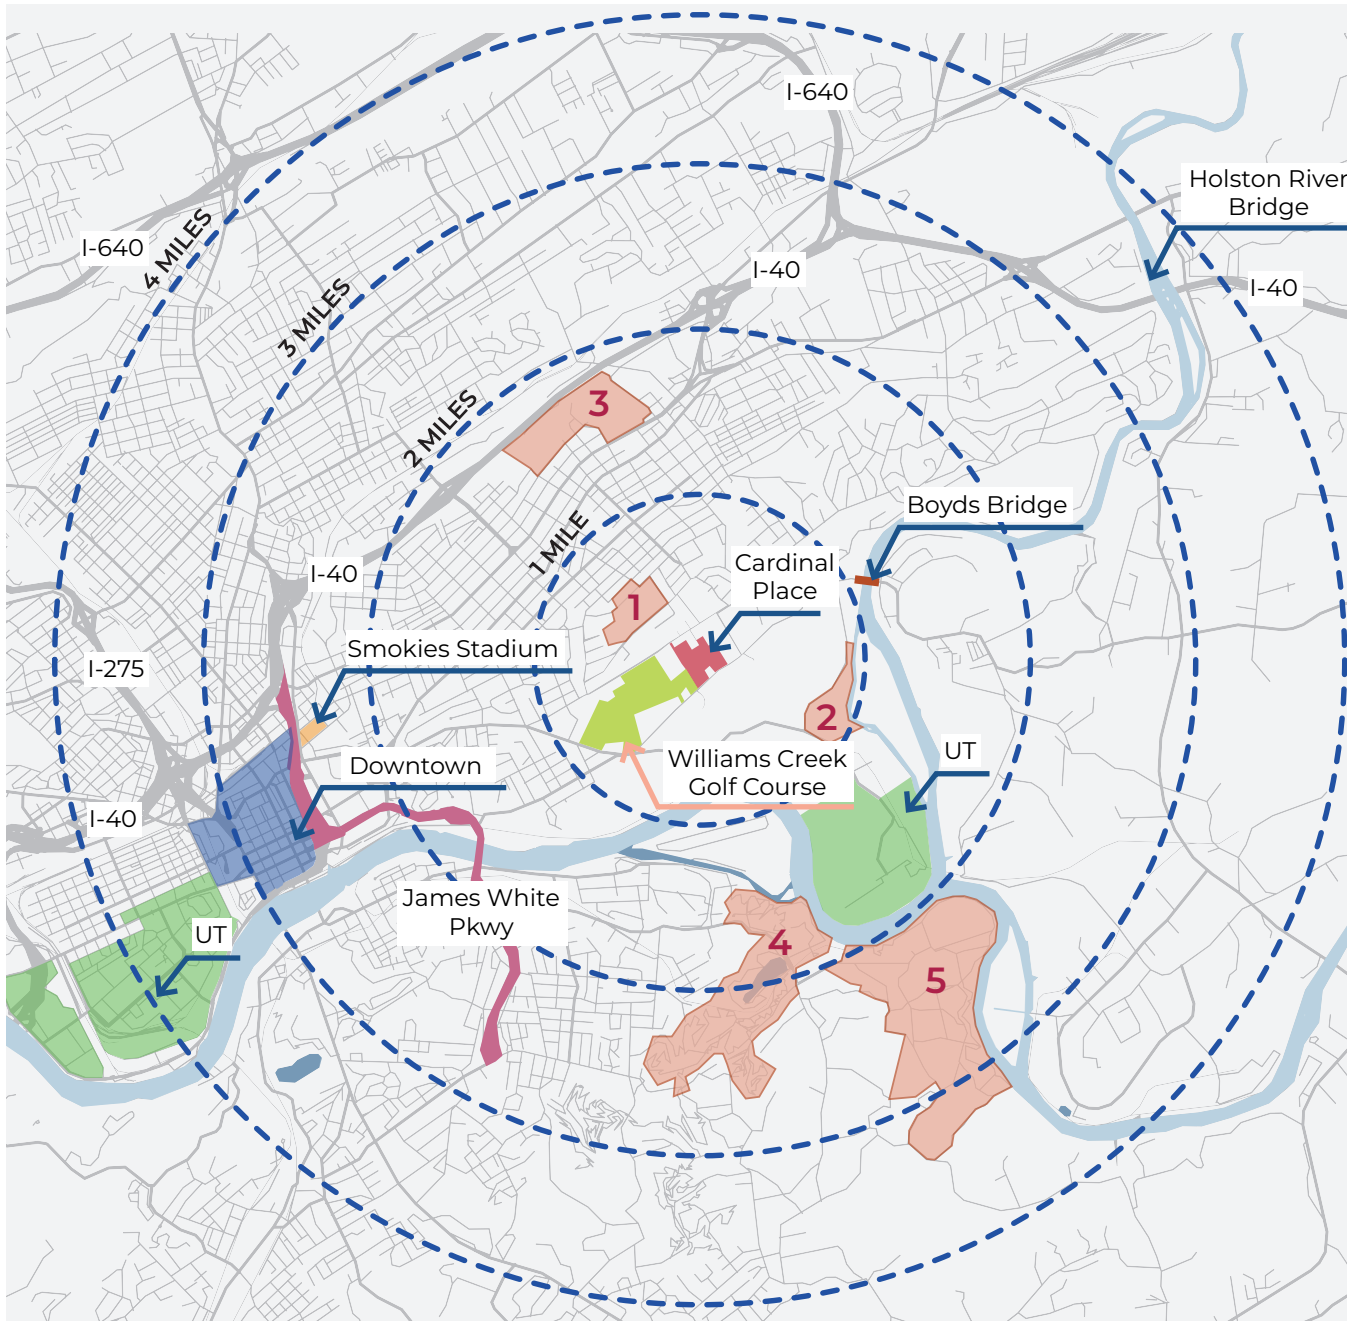 I-640
Holston River
Bridge
I-640
4 MILES
I-40
I-40
3 MILES
3
2 MILES
Boyds Bridge
1 MILE
Cardinal
Place
I-40
1
Smokies Stadium
I-275
2
Williams Creek
Golf Course
UT
Downtown
I-40
James White
Pkwy
UT
4
5